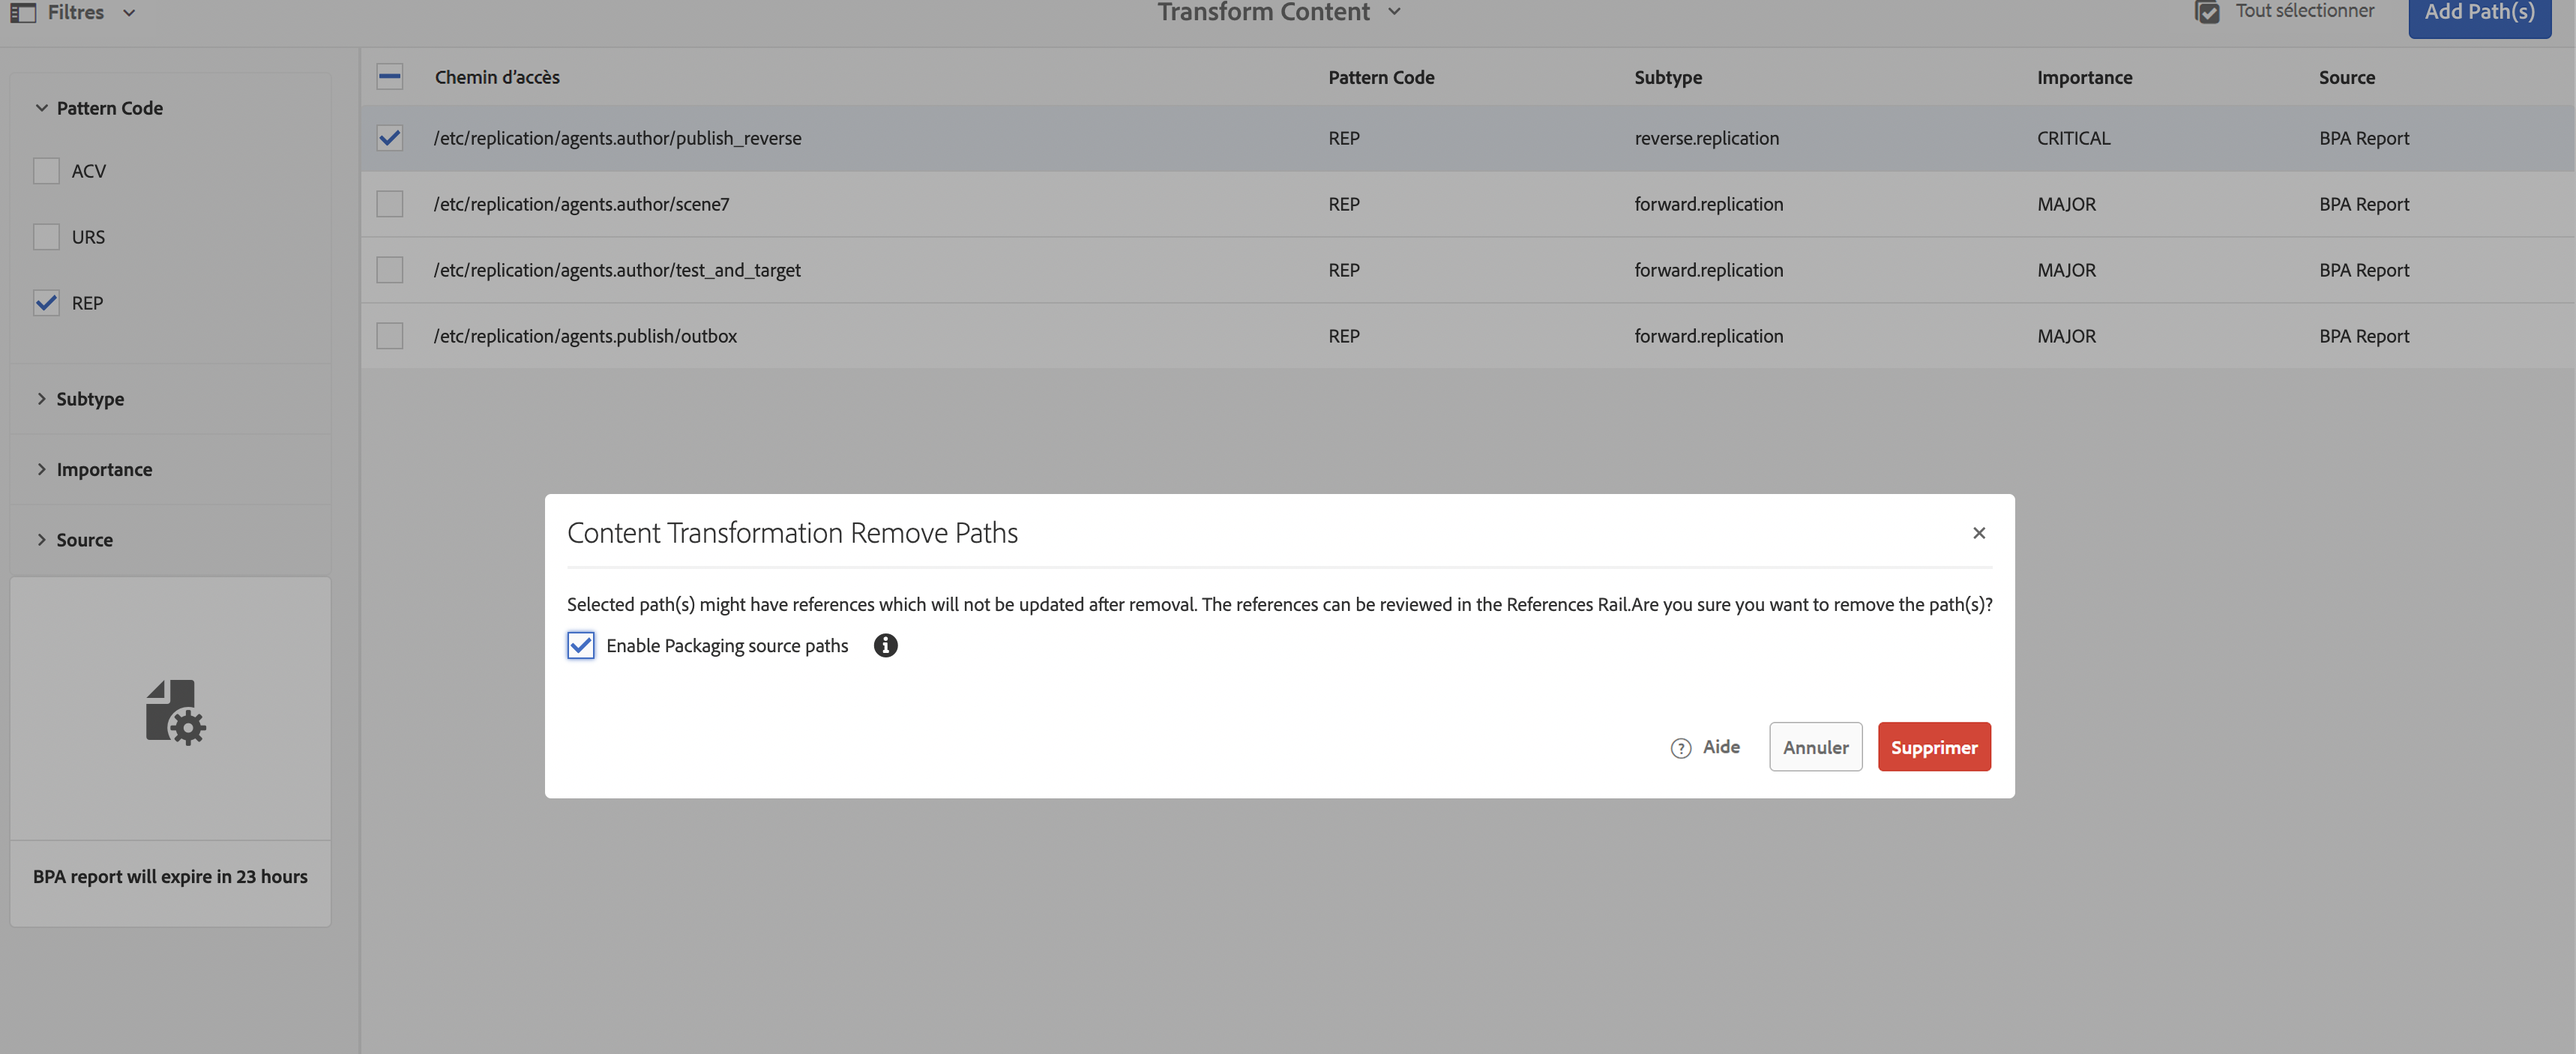 Filtres
Transform Content
Tout sélectionner
Add Path(s)
Pattern Code
ACV
URS
REP
Subtype
Importance
Source
BPA report will expire in 23 hours
Chemin d’accès Pattern Code Subtype Importance Source
/etc/replication/agents.author/publish_reverse REP reverse.replication CRITICAL BPA Report
/etc/replication/agents.author/scene7 REP forward.replication MAJOR BPA Report
/etc/replication/agents.author/test_and_target REP forward.replication MAJOR BPA Report
/etc/replication/agents.publish/outbox REP forward.replication MAJOR BPA Report
Content Transformation Remove Paths
Selected path(s) might have references which will not be updated after removal. The references can be reviewed in the References Rail.Are you sure you want to remove the path(s)?
Enable Packaging source paths
Aide
Annuler
Supprimer